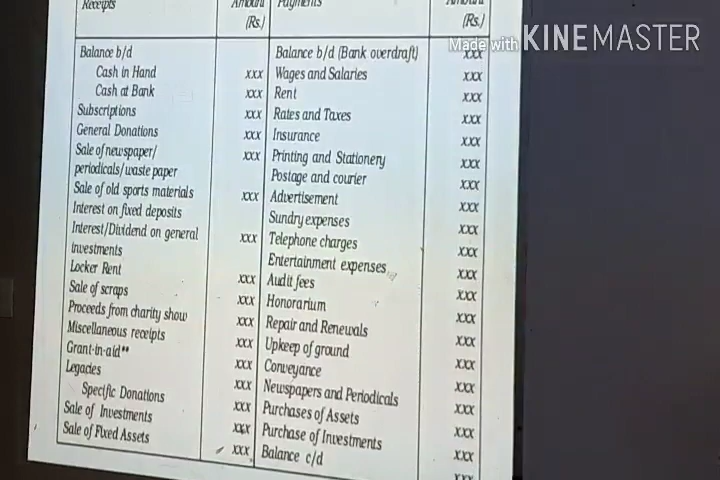 Receipts Amount Payments Amount
(Rs.) (Rs.)
Made with KINEMASTER
Balance b/d Balance b/d (Bank overdraft) xxx
Cash in Hand xxx Wages and Salaries xxx
Cash at Bank xxx Rent xxx
Subscriptions xxx Rates and Taxes xxx
General Donations xxx Insurance xxx
Sale of newspaper/ xxx Printing and Stationery xxx
periodicals/waste paper Postage and courier xxx
Sale of old sports materials xxx Advertisement xxx
Interest on fixed deposits Sundry expenses xxx
Interest/Dividend on general xxx Telephone charges xxx
investments Entertainment expenses xxx
Locker Rent xxx Audit fees xxx
Sale of scraps xxx Honorarium xxx
Proceeds from charity show xxx Repair and Renewals xxx
Miscellaneous receipts xxx Upkeep of ground xxx
Grant-in-aid** xxx Conveyance xxx
Legacies xxx Newspapers and Periodicals xxx
Specific Donations xxx Purchases of Assets xxx
Sale of Investments xxx Purchase of Investments xxx
Sale of Fixed Assets xxx Balance c/d xxx